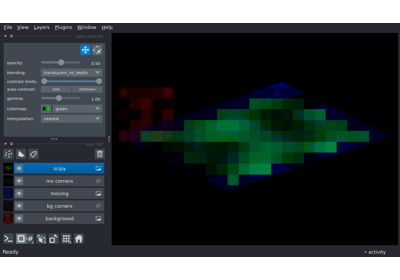 File View Layers Plugins Window Help
opacity: 0.50
blending: translucent_no_depth
contrast limits:
auto-contrast: once continuous
gamma: 1.00
colormap: green
interpolation: nearest
scipy
mv corners
moving
bg corners
background
Ready
activity